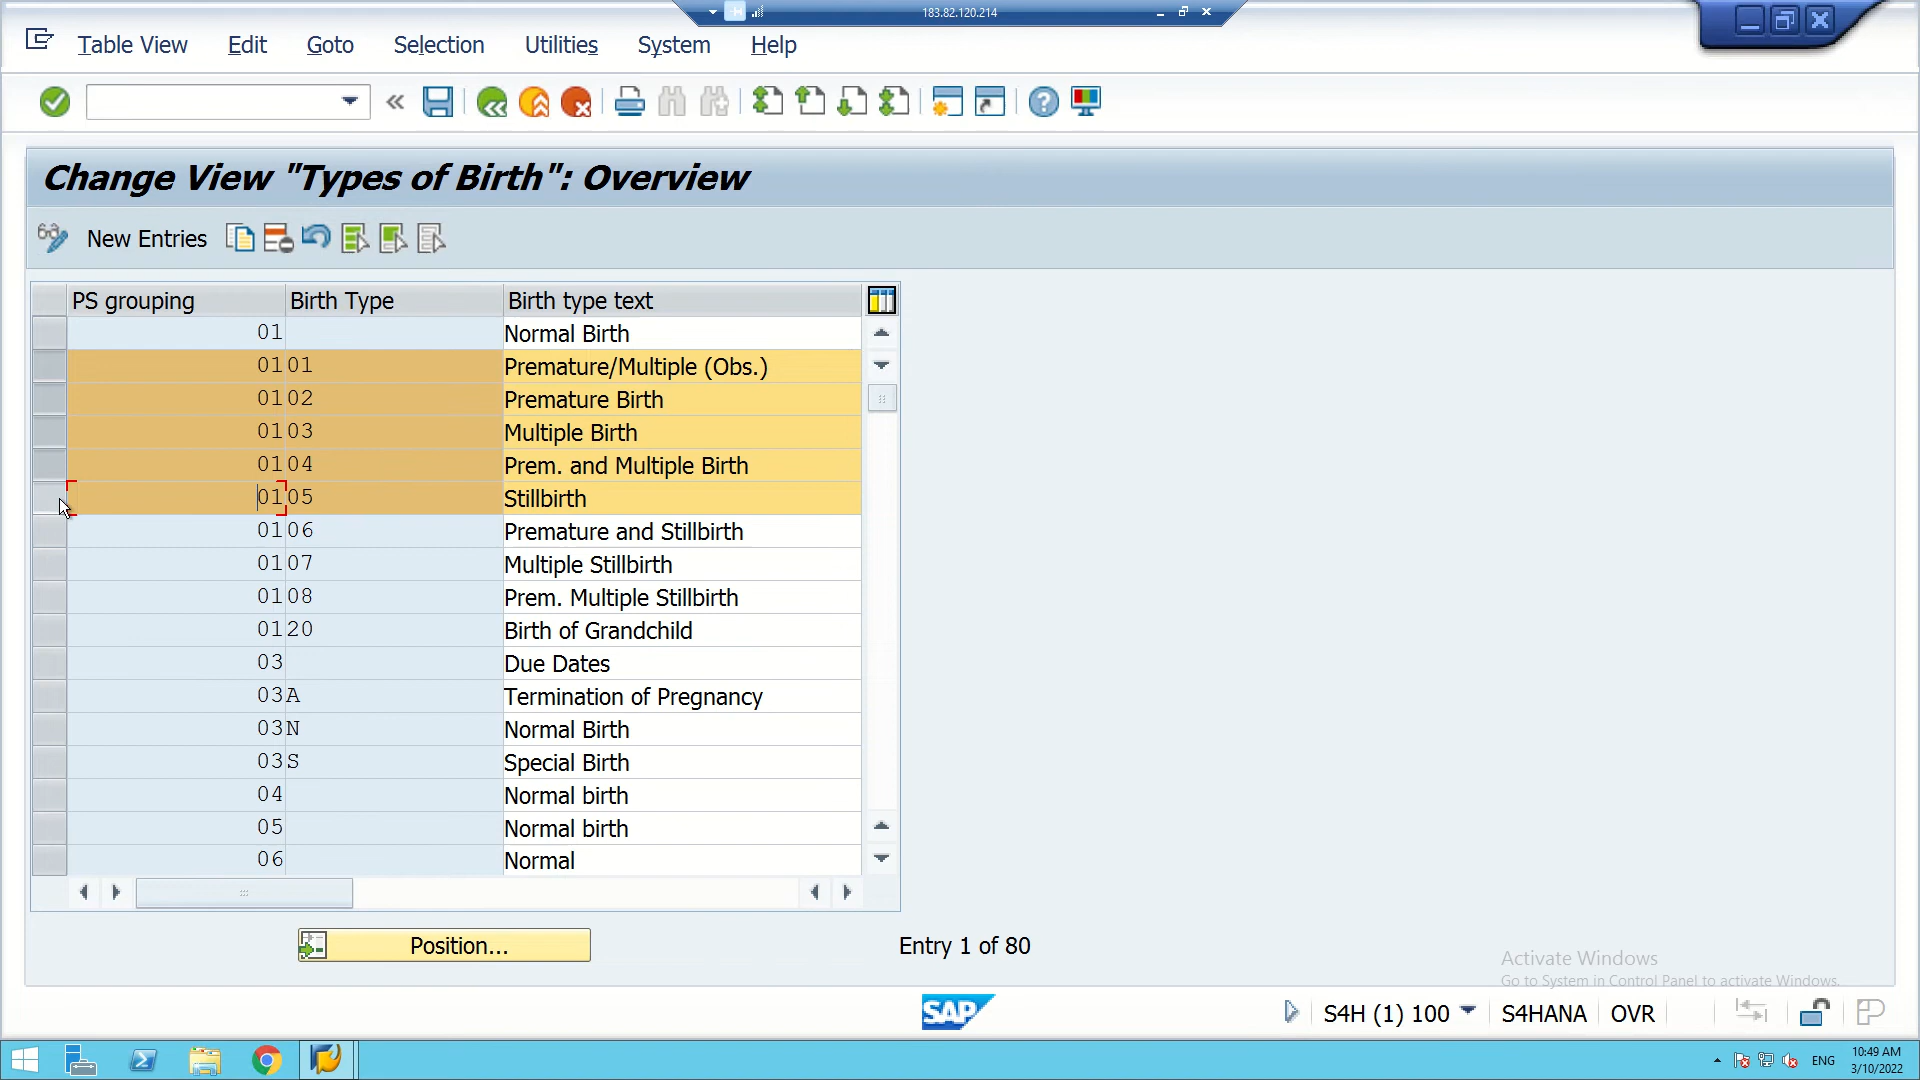 183.82.120.214
Table View Edit Goto Selection Utilities System Help
Change View "Types of Birth": Overview
New Entries
PS grouping Birth Type Birth type text
01 Normal Birth
01 01 Premature/Multiple (Obs.)
01 02 Premature Birth
01 03 Multiple Birth
01 04 Prem. and Multiple Birth
01 05 Stillbirth
01 06 Premature and Stillbirth
01 07 Multiple Stillbirth
01 08 Prem. Multiple Stillbirth
01 20 Birth of Grandchild
03 Due Dates
03 A Termination of Pregnancy
03 N Normal Birth
03 S Special Birth
04 Normal birth
05 Normal birth
06 Normal
Position... Entry 1 of 80
Activate Windows
Go to System in Control Panel to activate Windows.
SAP S4H (1) 100 S4HANA OVR
ENG 10:49 AM
3/10/2022